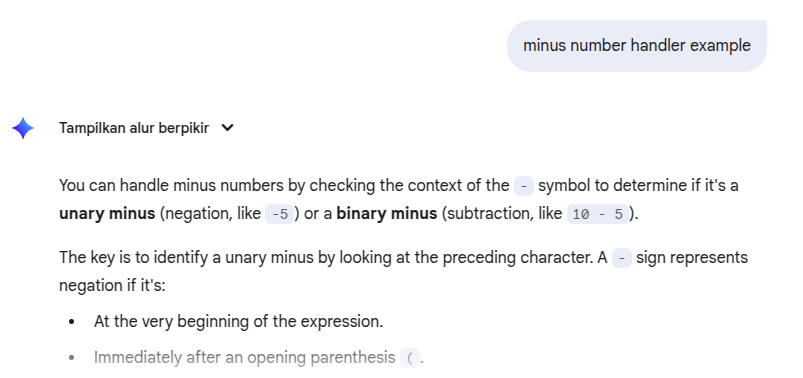 minus number handler example
Tampilkan alur berpikir
You can handle minus numbers by checking the context of the - symbol to determine if it's a
unary minus (negation, like -5) or a binary minus (subtraction, like 10 - 5).
The key is to identify a unary minus by looking at the preceding character. A - sign represents
negation if it's:
• At the very beginning of the expression.
• Immediately after an opening parenthesis (.